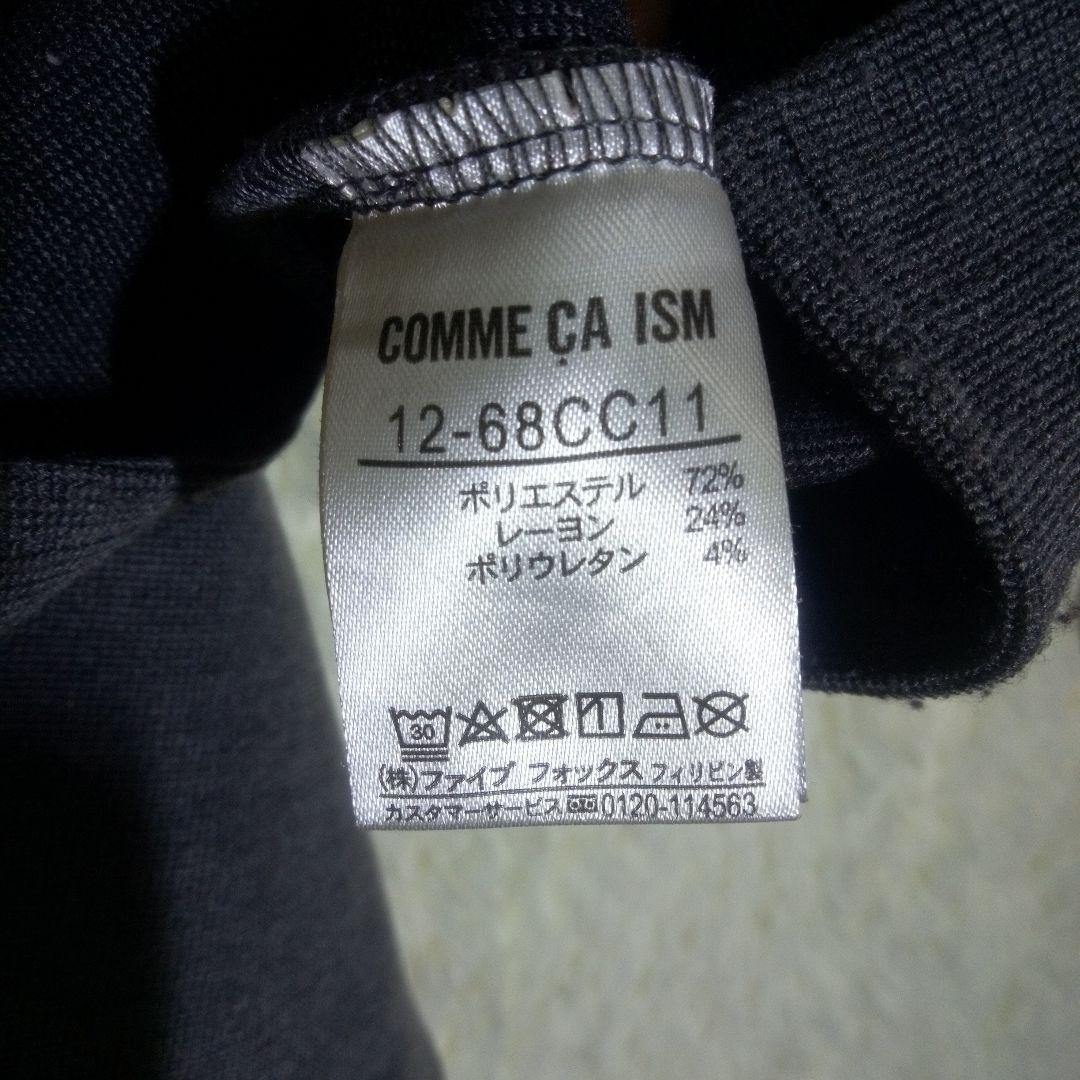 COMME ÇA ISM
12-68CC11
ポリエステル 72%
レーヨン 24%
ポリウレタン 4%
30
(株)ファイブ フォックス フィリピン製
カスタマーサービス 0120-114563